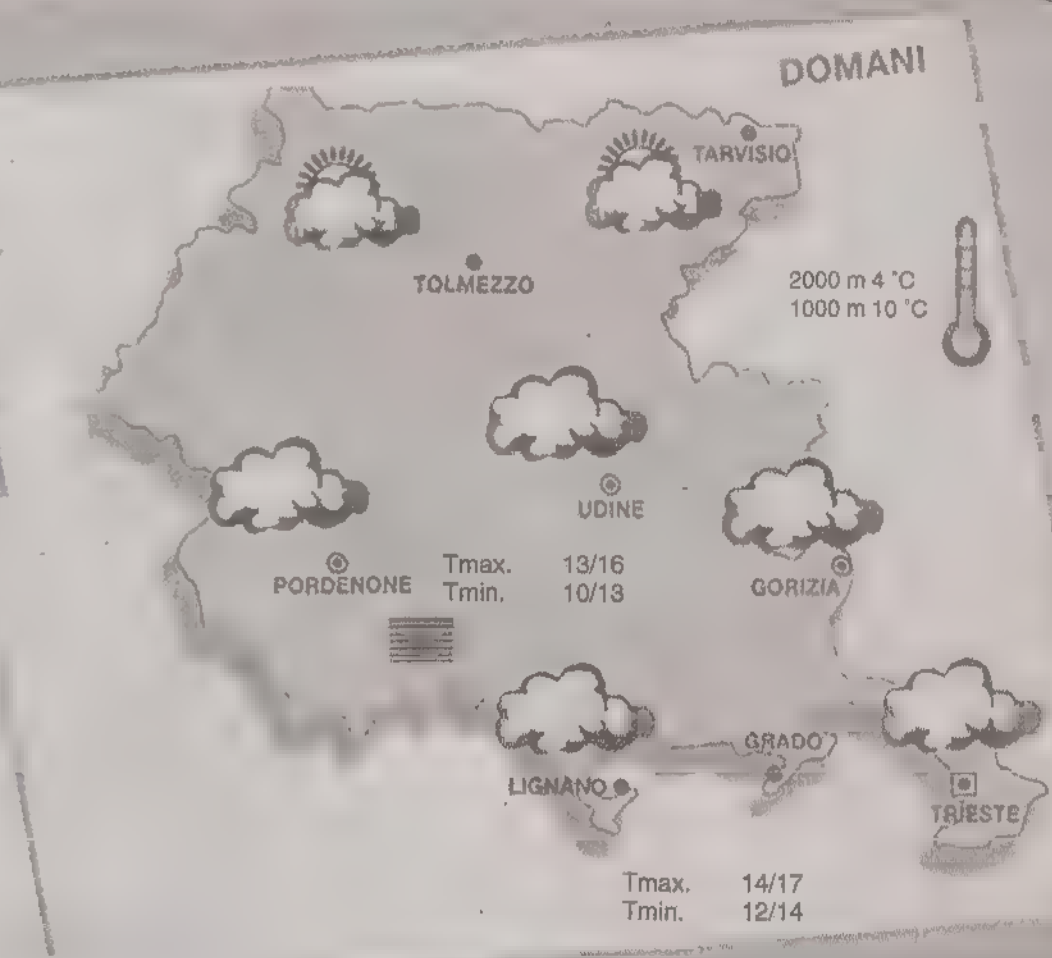 DOMANI
TARVISIO
TOLMEZZO
2000 m 4 °C
1000 m 10 °C
UDINE
PORDENONE
Tmax. 13/16
Tmin. 10/13
GORIZIA
GRADO
LIGNANO
TRIESTE
Tmax. 14/17
Tmin. 12/14